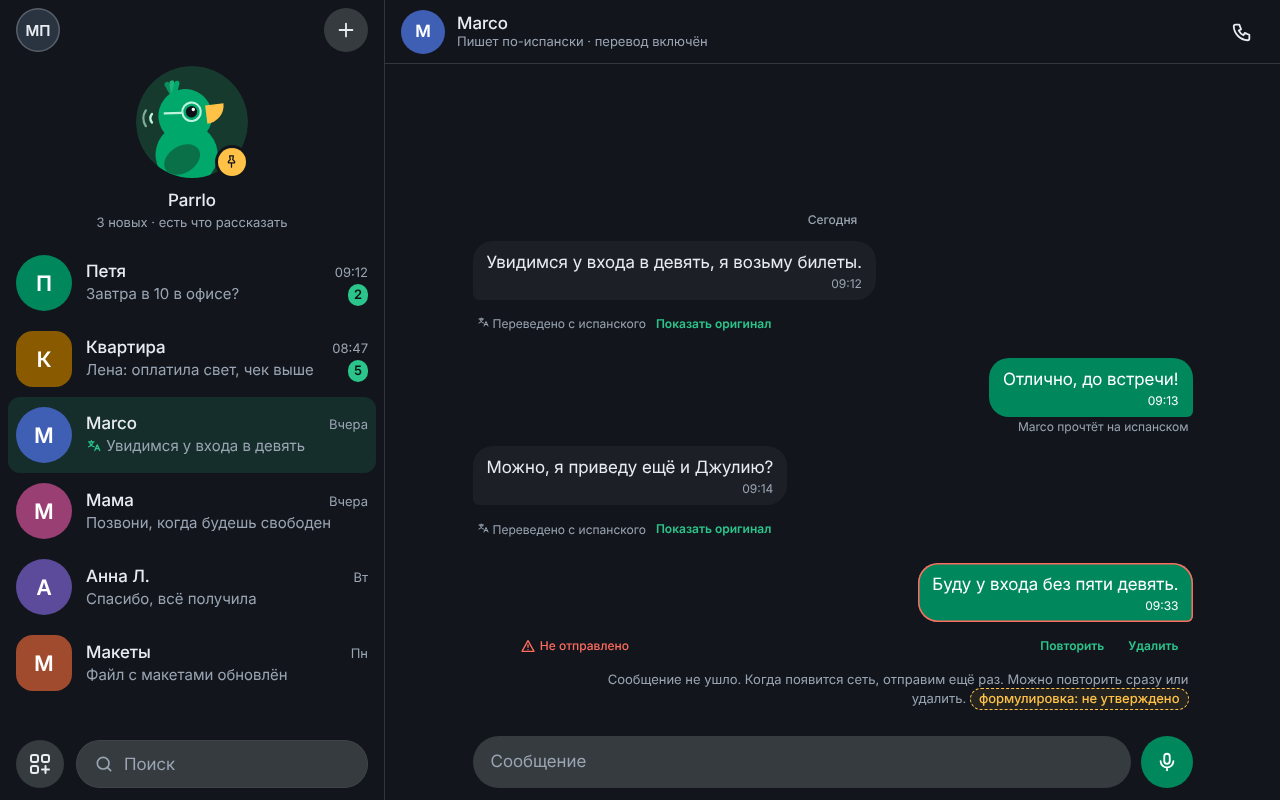 МП
Parrlo
3 новых · есть что рассказать
П
Петя
09:12
Завтра в 10 в офисе?
2
К
Квартира
08:47
Лена: оплатила свет, чек выше
5
M
Marco
Вчера
Увидимся у входа в девять
М
Мама
Вчера
Позвони, когда будешь свободен
А
Анна Л.
Вт
Спасибо, всё получила
М
Макеты
Пн
Файл с макетами обновлён
Поиск
M
Marco
Пишет по-испански · перевод включён
Сегодня
Увидимся у входа в девять, я возьму билеты.
09:12
Переведено с испанского Показать оригинал
Отлично, до встречи!
09:13
Marco прочтёт на испанском
Можно, я приведу ещё и Джулию?
09:14
Переведено с испанского Показать оригинал
Буду у входа без пяти девять.
09:33
Не отправлено
Повторить Удалить
Сообщение не ушло. Когда появится сеть, отправим ещё раз. Можно повторить сразу или
удалить. формулировка: не утверждено
Сообщение